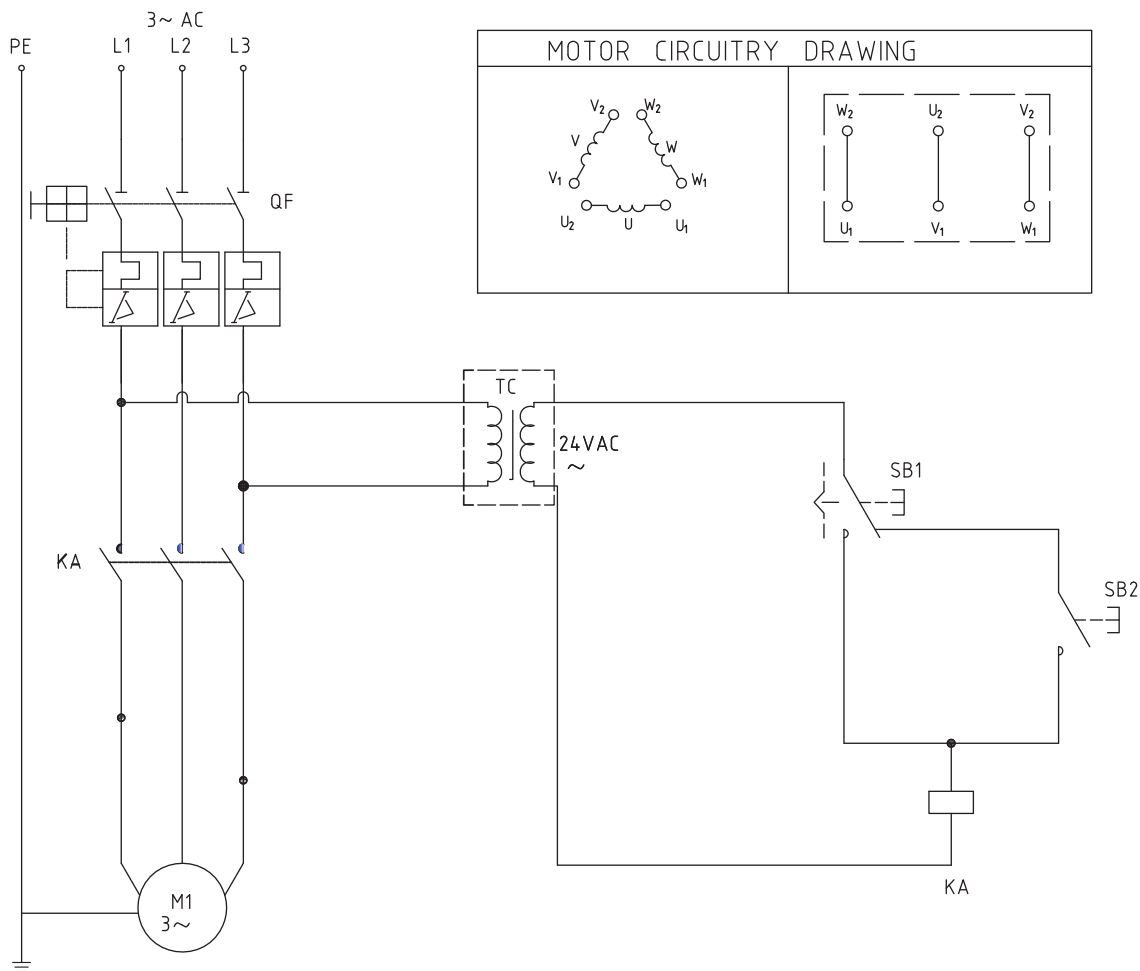 3~ AC
PE L1 L2 L3
QF
MOTOR CIRCUITRY DRAWING
V2 W2
V W
V1 W1
U2 U U1
W2 U2 V2
U1 V1 W1
TC
24VAC
~
SB1
KA
SB2
KA
M1
3~